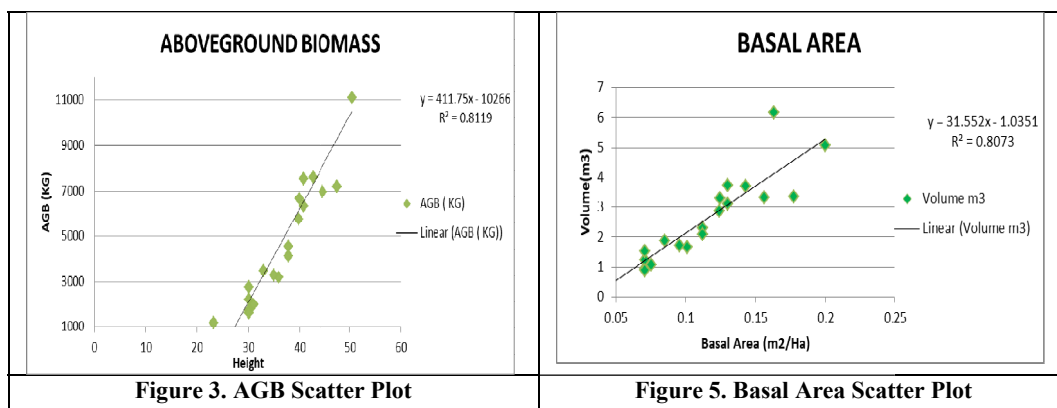 ABOVEGROUND BIOMASS
y = 411.75x - 10266
R² = 0.8119
AGB (KG)
11000
9000
7000
5000
3000
1000
0
10
20
30
40
50
60
Height
AGB ( KG)
Linear (AGB ( KG))
Figure 3. AGB Scatter Plot
BASAL AREA
y = 31.552x - 1.0351
R² = 0.8073
Volume(m3)
7
6
5
4
3
2
1
0
0.05
0.1
0.15
0.2
0.25
Basal Area (m2/Ha)
Volume m3
Linear (Volume m3)
Figure 5. Basal Area Scatter Plot